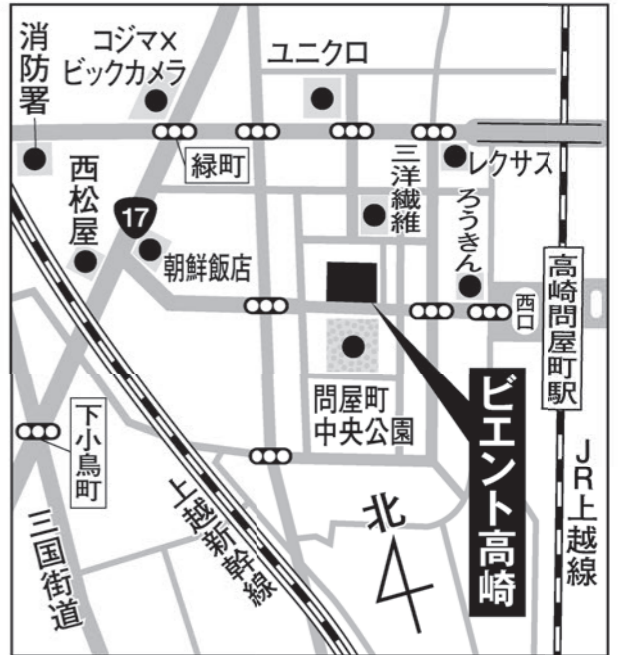 消防署
コジマ×
ビックカメラ
ユニクロ
緑町
レクサス
西松屋
17
朝鮮飯店
三洋繊維
ろうきん
西口
高崎問屋町駅
問屋町
中央公園
ビエント高崎
下小鳥町
三国街道
上越新幹線
北
JR上越線